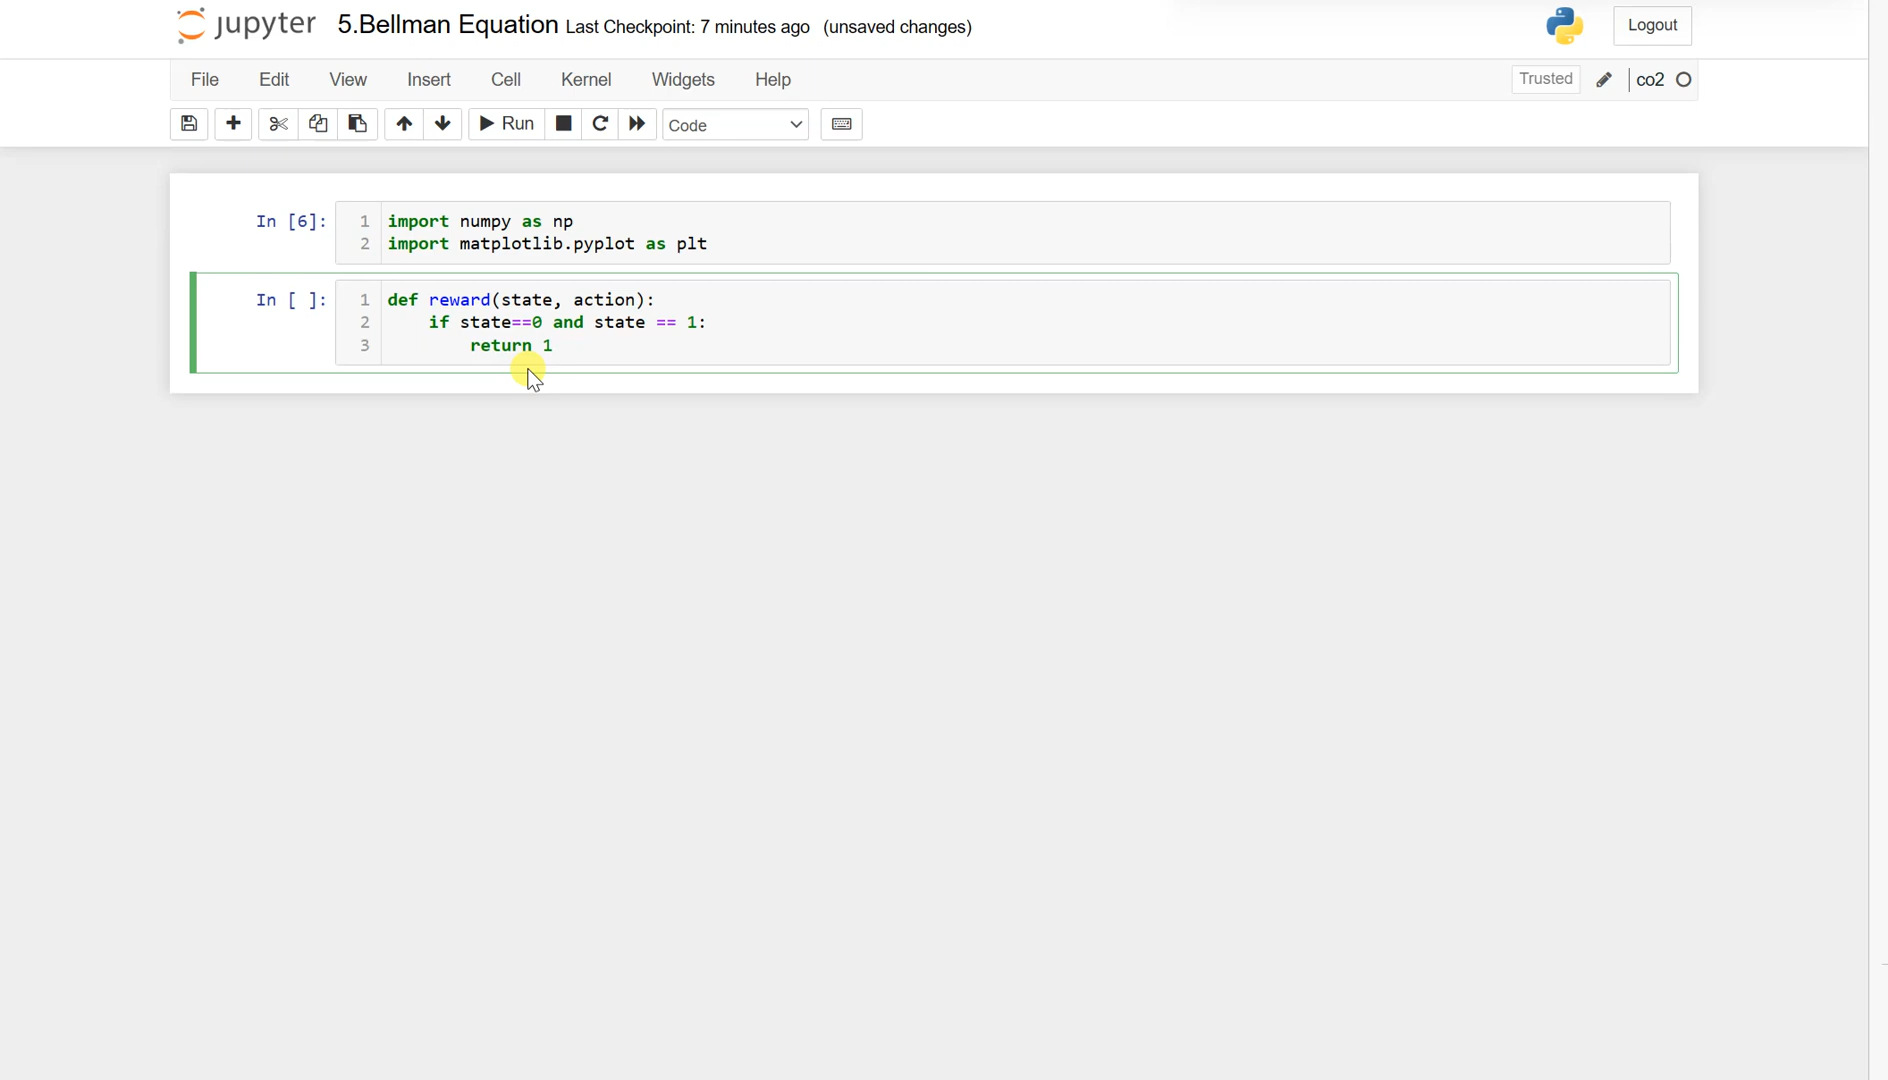 jupyter 5.Bellman Equation Last Checkpoint: 7 minutes ago (unsaved changes) Logout
File Edit View Insert Cell Kernel Widgets Help Trusted co2
Run Code
In [6]: 1 import numpy as np
2 import matplotlib.pyplot as plt
In [ ]: 1 def reward(state, action):
2 if state==0 and state == 1:
3 return 1